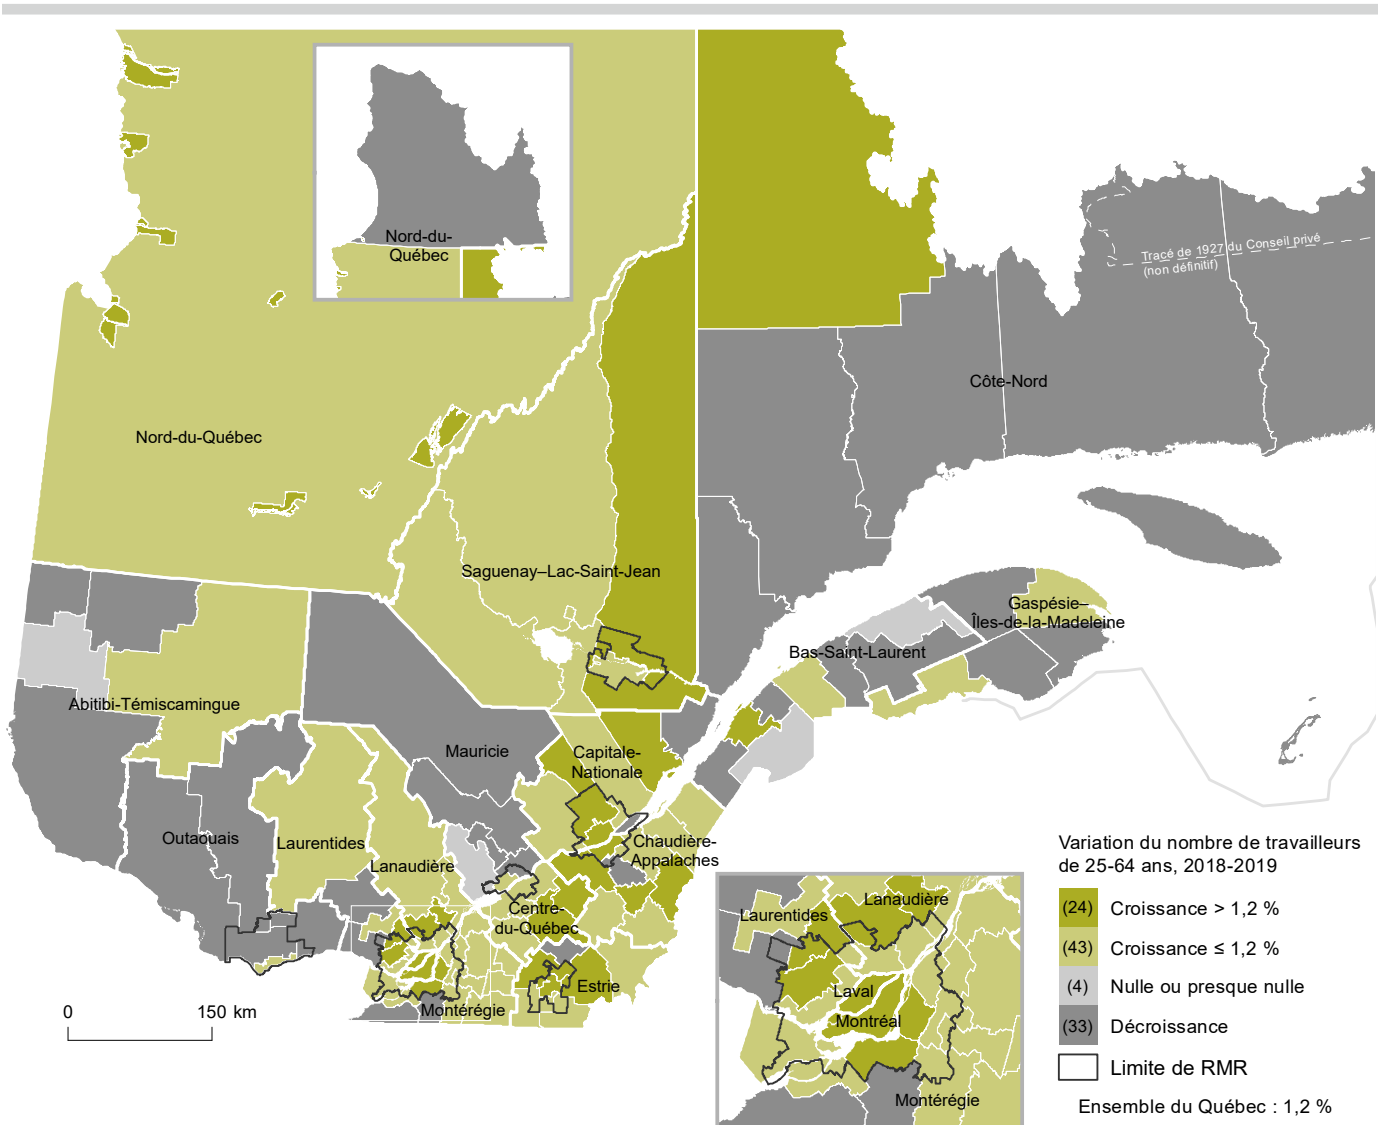 Nord-du-
Québec
Tracé de 1927 du Conseil privé
(non définitif)
Côte-Nord
Nord-du-Québec
Saguenay–Lac-Saint-Jean
Gaspésie–
Îles-de-la-Madeleine
Bas-Saint-Laurent
Abitibi-Témiscamingue
Mauricie
Capitale-
Nationale
Outaouais
Laurentides
Lanaudière
Chaudière-
Appalaches
Centre-
du-Québec
Estrie
Montérégie
0
150 km
Lanaudière
Laurentides
Laval
Montréal
Montérégie
Variation du nombre de travailleurs
de 25-64 ans, 2018-2019
(24) Croissance > 1,2 %
(43) Croissance ≤ 1,2 %
(4) Nulle ou presque nulle
(33) Décroissance
Limite de RMR
Ensemble du Québec : 1,2 %